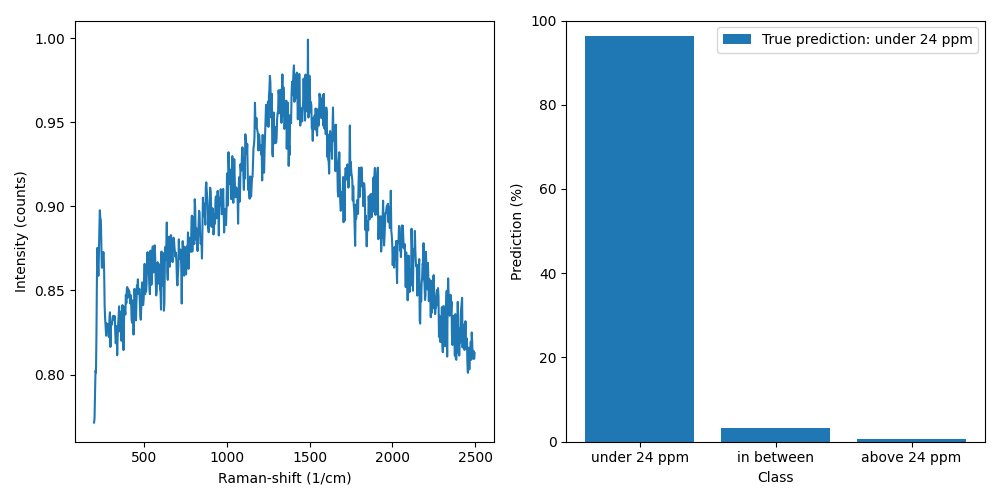 1.00
0.95
0.90
0.85
0.80
Intensity (counts)
500
1000
1500
2000
2500
Raman-shift (1/cm)
100
80
60
40
20
0
Prediction (%)
True prediction: under 24 ppm
under 24 ppm
in between
above 24 ppm
Class